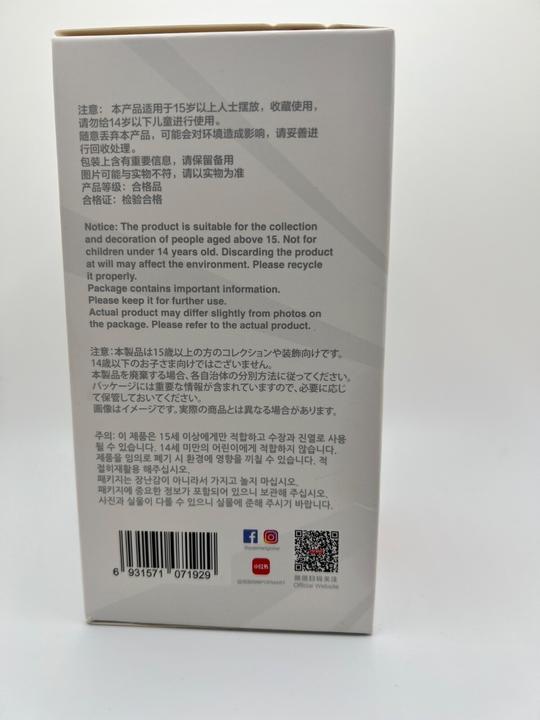 注意： 本产品适用于15岁以上人士摆放，收藏使用，
请勿给14岁以下儿童进行使用。
随意丢弃本产品，可能会对环境造成影响，请妥善进
行回收处理。
包装上含有重要信息，请保留备用
图片可能与实物不符，请以实物为准
产品等级：合格品
合格证：检验合格
Notice: The product is suitable for the collection
and decoration of people aged above 15. Not for
children under 14 years old. Discarding the product
at will may affect the environment. Please recycle
it properly.
Package contains important information.
Please keep it for further use.
Actual product may differ slightly from photos on
the package. Please refer to the actual product.
注意:本製品は15歳以上の方のコレクションや装飾向けです。
14歳以下のお子さま向けではございません。
本製品を廃棄する場合、各自治体の分別方法に従ってください。
パッケージには重要な情報が含まれていますので、必要に応じ
て保管しておいてください。
画像はイメージです。実際の商品とは異なる場合があります。
주의: 이 제품은 15세 이상에게만 적합하고 수장과 진열로 사용
될 수 있습니다. 14세 미만의 어린이에게 적합하지 않습니다.
제품을 임의로 폐기 시 환경에 영향을 끼칠 수 있습니다. 적
절히재활용 해주십시오.
패키지는 장난감이 아니라서 가지고 놀지 마십시오.
패키지에 중요한 정보가 포함되어 있으니 보관해 주십시오.
사진과 실물이 다를 수 있으니 실물에 준해 주시기 바랍니다.
6 931571 071929
小红书
Official Website